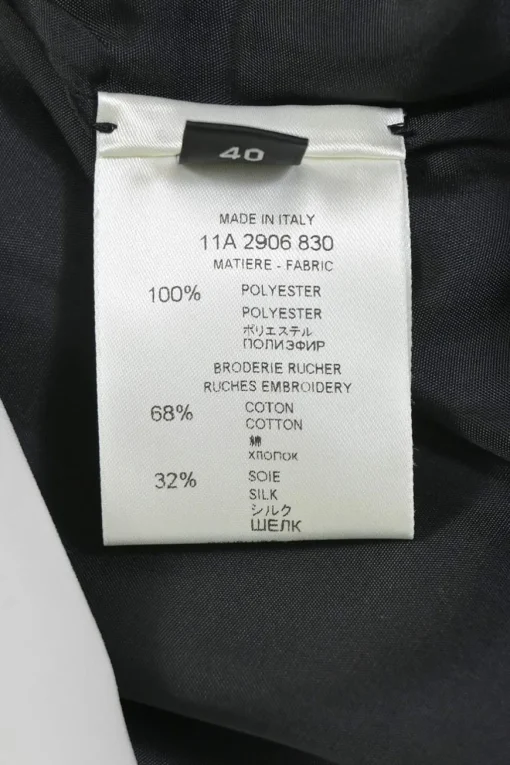 40
MADE IN ITALY
11A 2906 830
MATIERE - FABRIC
100% POLYESTER
POLYESTER
ポリエステル
ПОЛИЭФИР
BRODERIE RUCHER
RUCHES EMBROIDERY
68% COTON
COTTON
綿
ХЛОПОК
32% SOIE
SILK
シルク
ШЕЛК